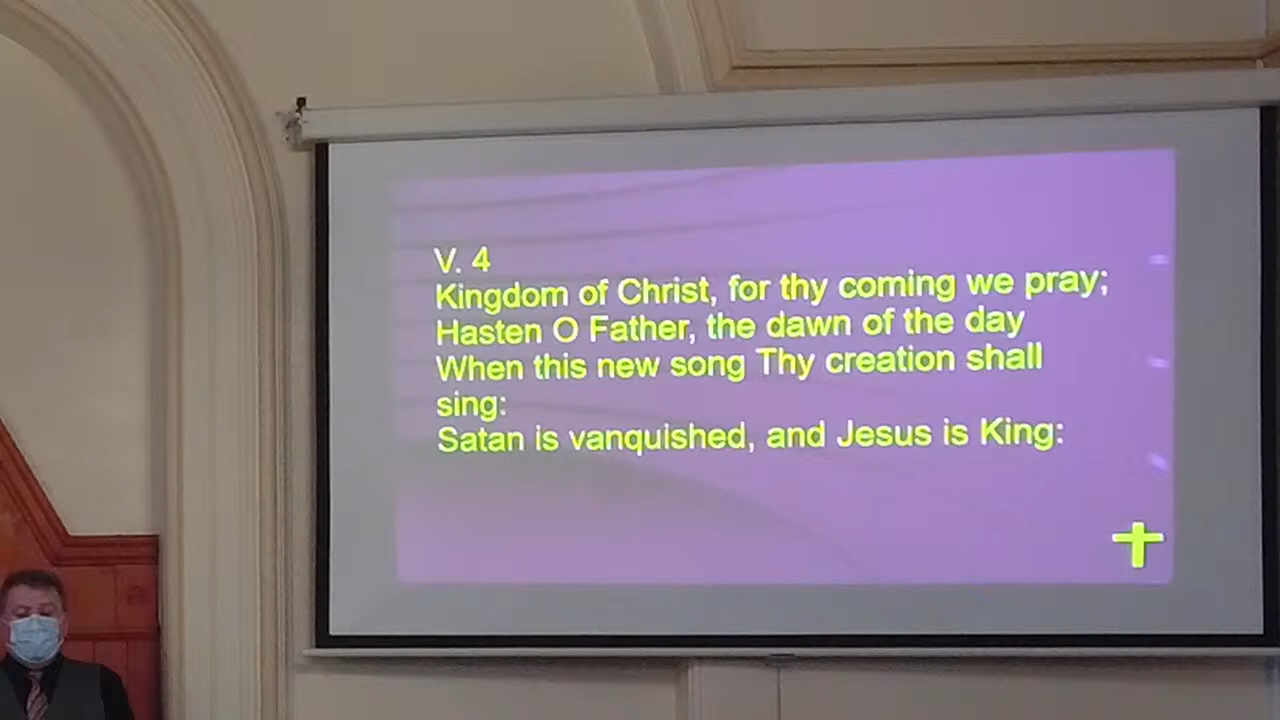 V. 4
Kingdom of Christ, for thy coming we pray;
Hasten O Father, the dawn of the day
When this new song Thy creation shall
sing:
Satan is vanquished, and Jesus is King: